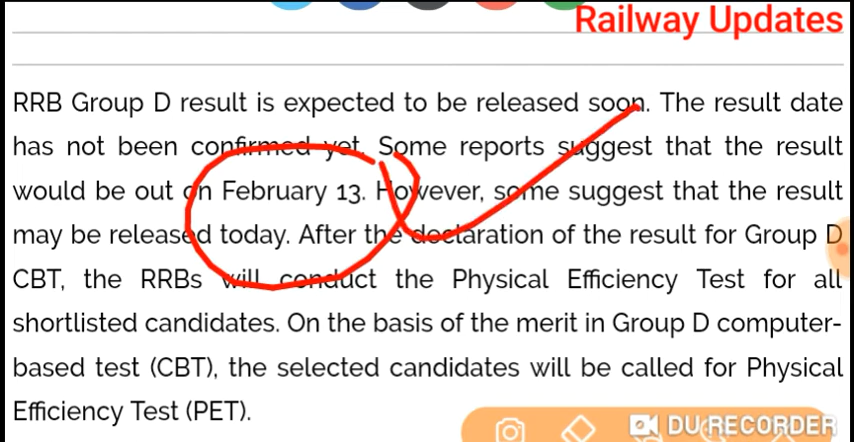 Railway Updates
RRB Group D result is expected to be released soon. The result date
has not been confirmed yet. Some reports suggest that the result
would be out on February 13. However, some suggest that the result
may be released today. After the declaration of the result for Group D
CBT, the RRBs will conduct the Physical Efficiency Test for all
shortlisted candidates. On the basis of the merit in Group D computer-
based test (CBT), the selected candidates will be called for Physical
Efficiency Test (PET).
DU RECORDER